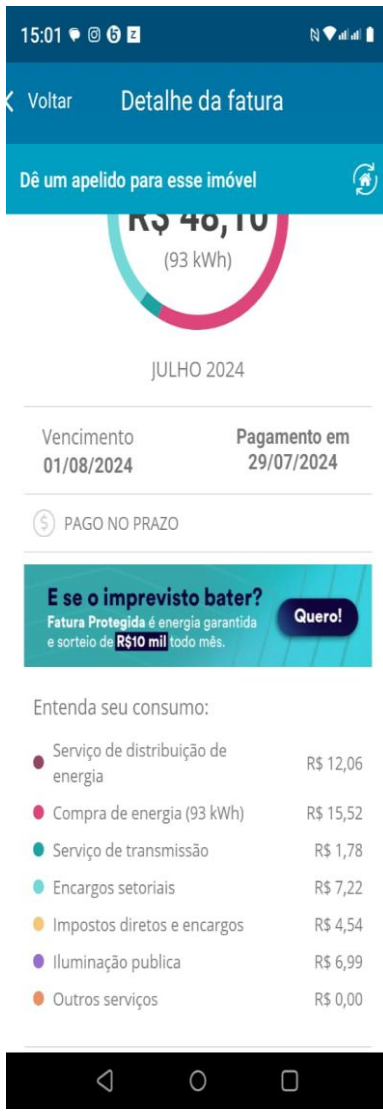 15:01
Voltar
Detalhe da fatura
Dê um apelido para esse imóvel
R$ 48,10
(93 kWh)
JULHO 2024
Vencimento
01/08/2024
Pagamento em
29/07/2024
$ PAGO NO PRAZO
E se o imprevisto bater?
Fatura Protegida é energia garantida
e sorteio de R$10 mil todo mês.
Quero!
Entenda seu consumo:
Serviço de distribuição de
energia
R$ 12,06
Compra de energia (93 kWh) R$ 15,52
Serviço de transmissão R$ 1,78
Encargos setoriais R$ 7,22
Impostos diretos e encargos R$ 4,54
Iluminação publica R$ 6,99
Outros serviços R$ 0,00